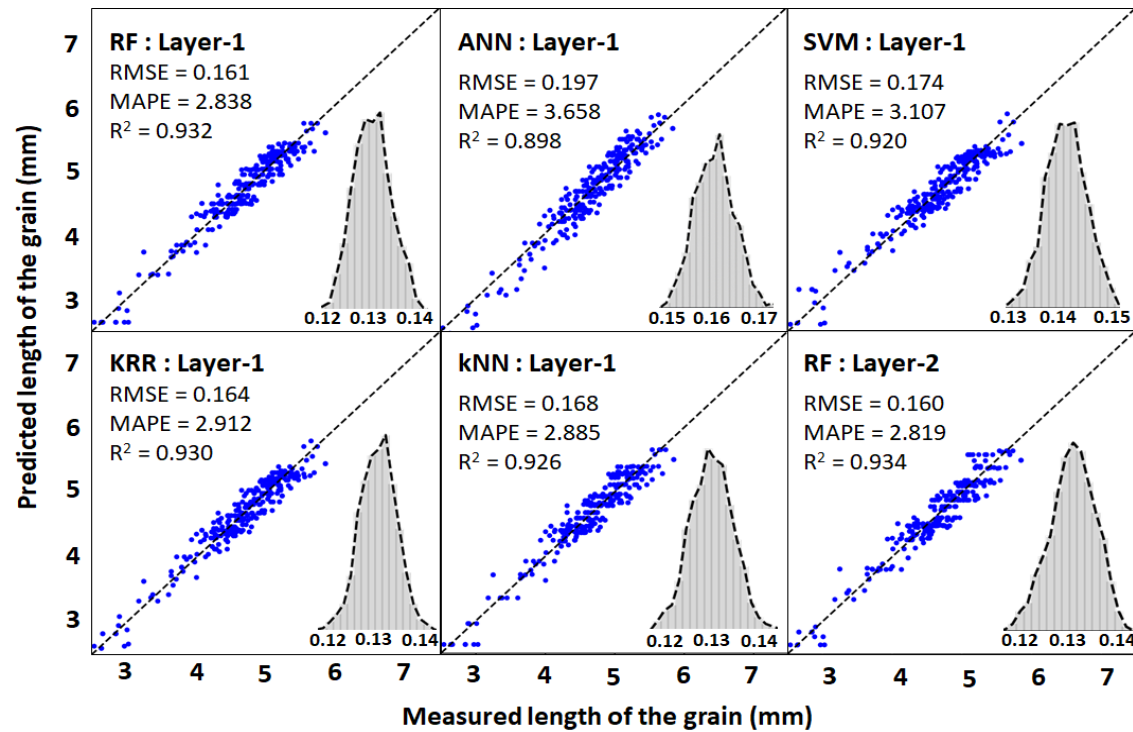 Predicted length of the grain (mm)
7
6
5
4
3
RF : Layer-1
RMSE = 0.161
MAPE = 2.838
R² = 0.932
0.12 0.13 0.14
ANN : Layer-1
RMSE = 0.197
MAPE = 3.658
R² = 0.898
0.15 0.16 0.17
SVM : Layer-1
RMSE = 0.174
MAPE = 3.107
R² = 0.920
0.13 0.14 0.15
7
6
5
4
3
KRR : Layer-1
RMSE = 0.164
MAPE = 2.912
R² = 0.930
0.12 0.13 0.14
kNN : Layer-1
RMSE = 0.168
MAPE = 2.885
R² = 0.926
0.12 0.13 0.14
RF : Layer-2
RMSE = 0.160
MAPE = 2.819
R² = 0.934
0.12 0.13 0.14
3 4 5 6 7 3 4 5 6 7 3 4 5 6 7
Measured length of the grain (mm)